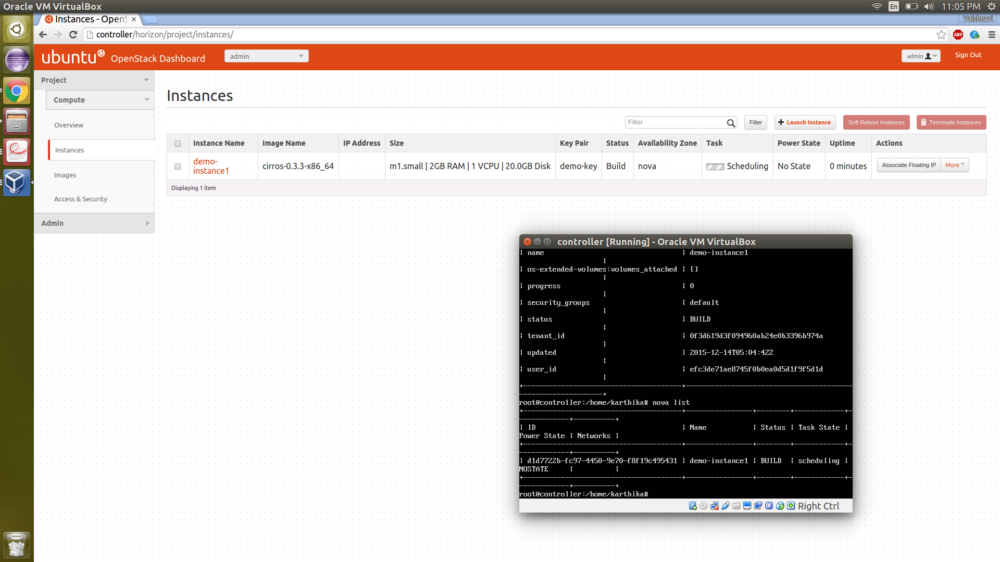 Oracle VM VirtualBox
En
11:05 PM
Instances - OpenS
Vaishnavi
controller/horizon/project/instances/
ABP
ubuntu OpenStack Dashboard
admin
admin
Sign Out
Project
Compute
Overview
Instances
Images
Access & Security
Admin
Instances
Filter
Filter
Launch Instance
Soft Reboot Instances
Terminate Instances
Instance Name Image Name IP Address Size Key Pair Status Availability Zone Task Power State Uptime Actions
demo-instance1 cirros-0.3.3-x86_64 m1.small | 2GB RAM | 1 VCPU | 20.0GB Disk demo-key Build nova Scheduling No State 0 minutes Associate Floating IP More
Displaying 1 item
controller [Running] - Oracle VM VirtualBox
| name | demo-instance1
|
| os-extended-volumes:volumes_attached | []
|
| progress | 0
|
| security_groups | default
|
| status | BUILD
|
| tenant_id | 0f3d619d3f094960ab24e0b3396b974a
|
| updated | 2015-12-14T05:04:42Z
|
| user_id | efc3de71ae8745f0b0ea0d5d1f9f5d1d
|
+--------------------------------------+----------------------------------------
--------------------+
root@controller:/home/karthika# nova list
+--------------------------------------+----------------+--------+------------+-
------------+----------+
| ID | Name | Status | Task State |
Power State | Networks |
+--------------------------------------+----------------+--------+------------+-
------------+----------+
| d1d7722b-fc97-4450-9e70-f8f19c495431 | demo-instance1 | BUILD | scheduling |
NOSTATE | |
+--------------------------------------+----------------+--------+------------+-
------------+----------+
root@controller:/home/karthika#
Right Ctrl